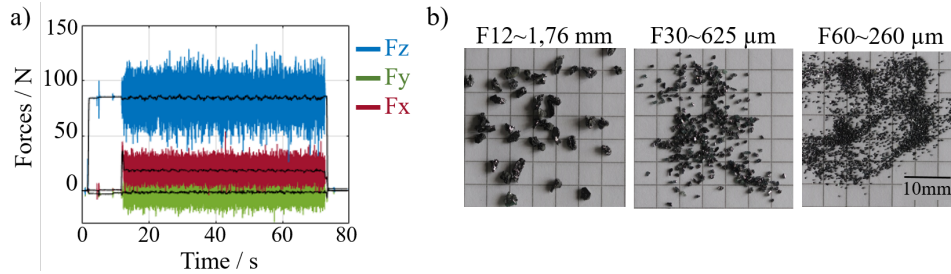 a)
150
100
50
0
0
20
40
60
80
Forces / N
Time / s
Fz
Fy
Fx
b)
F12~1,76 mm
F30~625 µm
F60~260 µm
10mm